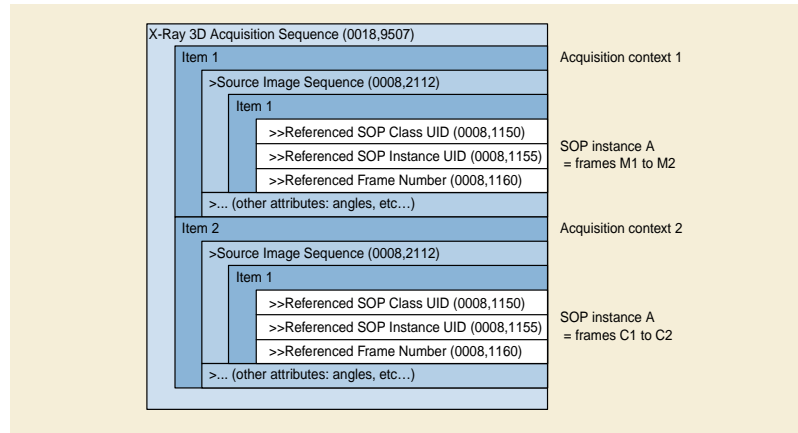 X-Ray 3D Acquisition Sequence (0018,9507)
Item 1
Acquisition context 1
>Source Image Sequence (0008,2112)
Item 1
>>Referenced SOP Class UID (0008,1150)
>>Referenced SOP Instance UID (0008,1155)
>>Referenced Frame Number (0008,1160)
SOP instance A
= frames M1 to M2
>... (other attributes: angles, etc…)
Item 2
Acquisition context 2
>Source Image Sequence (0008,2112)
Item 1
>>Referenced SOP Class UID (0008,1150)
>>Referenced SOP Instance UID (0008,1155)
>>Referenced Frame Number (0008,1160)
SOP instance A
= frames C1 to C2
>... (other attributes: angles, etc…)